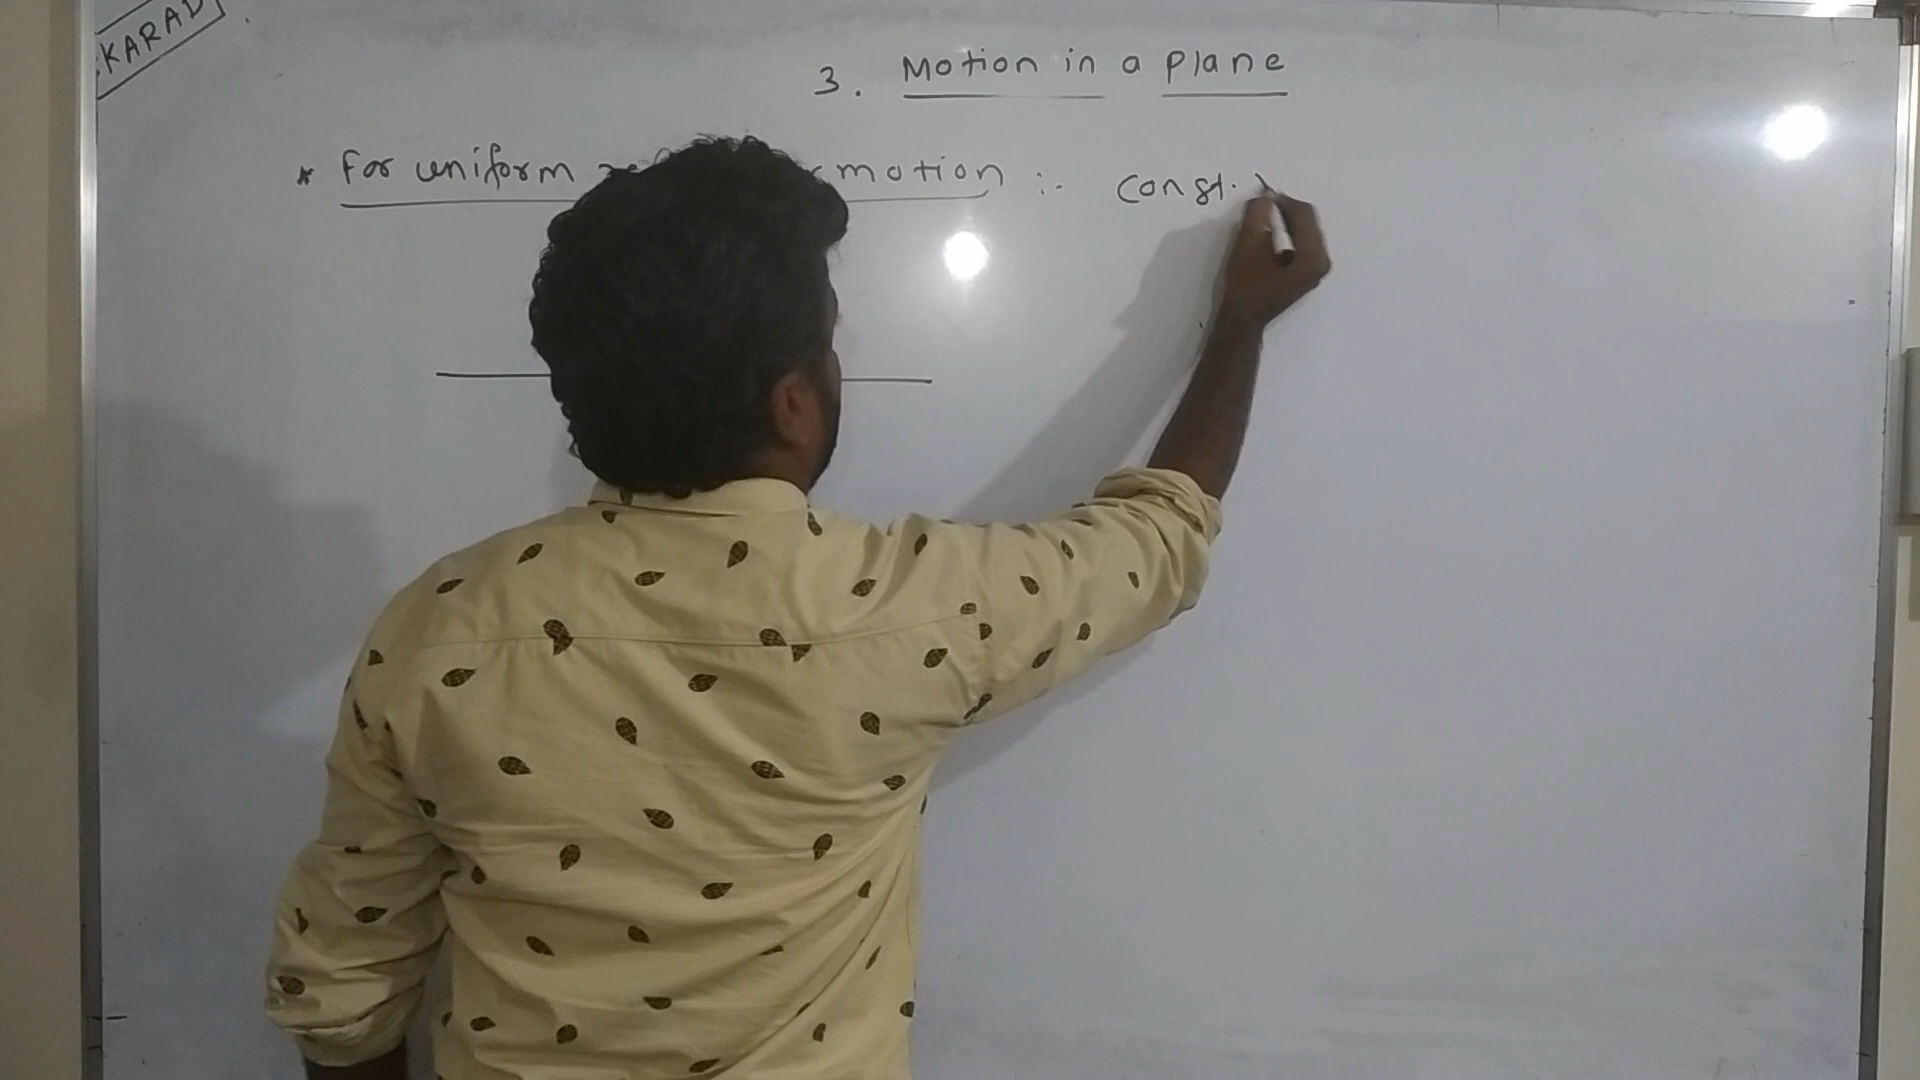 KARAD
3. Motion in a plane
* For uniform motion :- const.